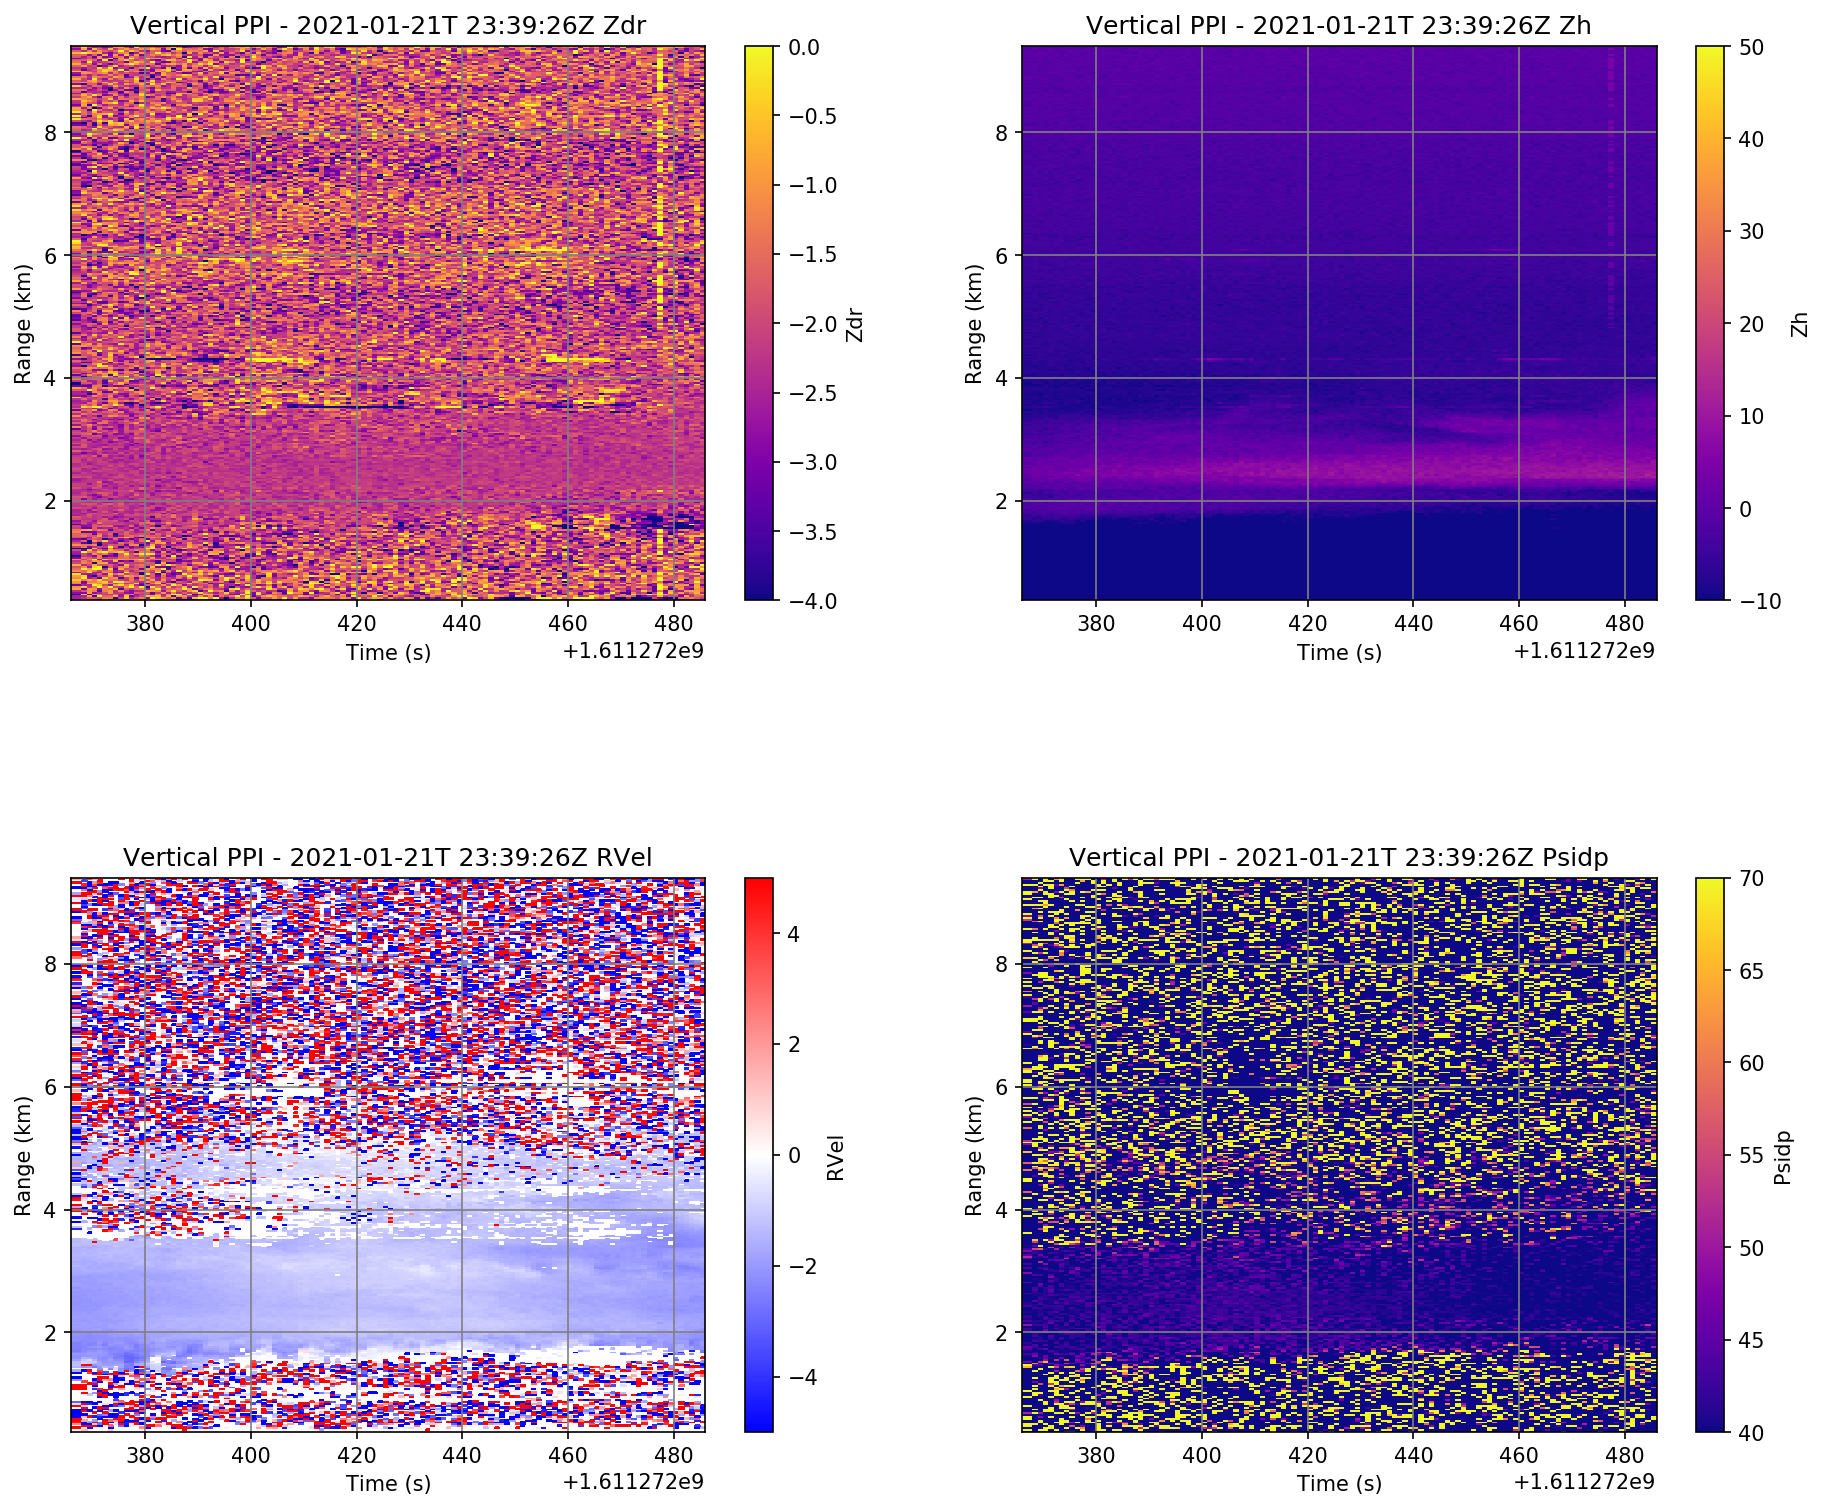 Vertical PPI - 2021-01-21T 23:39:26Z Zdr
Range (km)
8
6
4
2
380 400 420 440 460 480
Time (s)
+1.611272e9
0.0
−0.5
−1.0
−1.5
−2.0
−2.5
−3.0
−3.5
−4.0
Zdr
Vertical PPI - 2021-01-21T 23:39:26Z Zh
Range (km)
8
6
4
2
380 400 420 440 460 480
Time (s)
+1.611272e9
50
40
30
20
10
0
−10
Zh
Vertical PPI - 2021-01-21T 23:39:26Z RVel
Range (km)
8
6
4
2
380 400 420 440 460 480
Time (s)
+1.611272e9
4
2
0
−2
−4
RVel
Vertical PPI - 2021-01-21T 23:39:26Z Psidp
Range (km)
8
6
4
2
380 400 420 440 460 480
Time (s)
+1.611272e9
70
65
60
55
50
45
40
Psidp